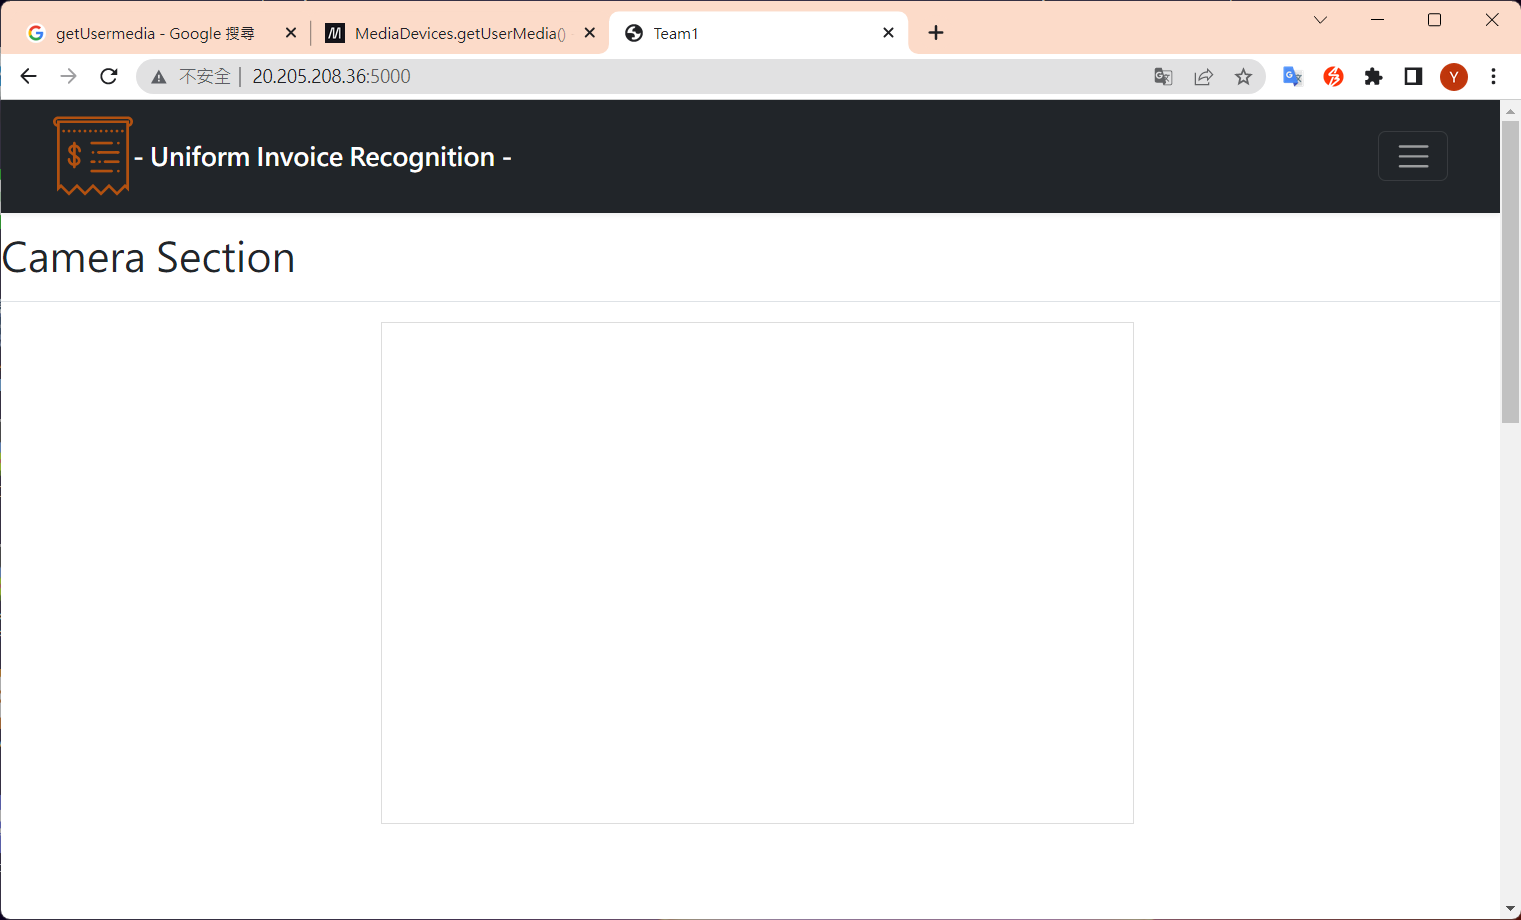 getUsermedia - Google 搜尋
MediaDevices.getUserMedia()
Team1
不安全 | 20.205.208.36:5000
Y
$
- Uniform Invoice Recognition -
Camera Section